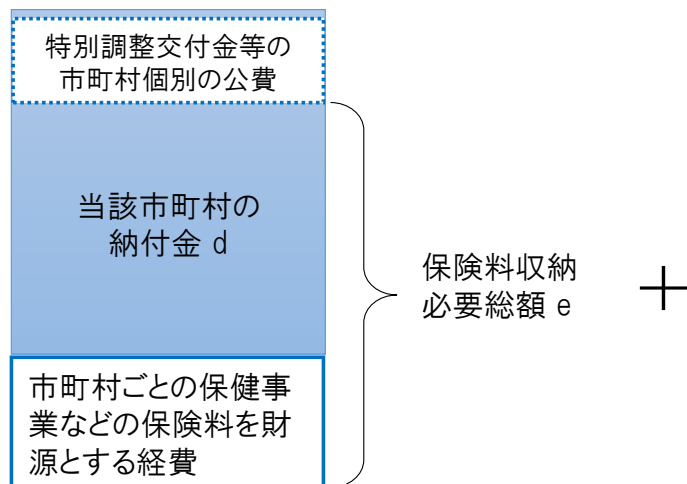 特別調整交付金等の
市町村個別の公費
当該市町村の
納付金 d
保険料収納
必要総額 e
＋
市町村ごとの保健事
業などの保険料を財
源とする経費